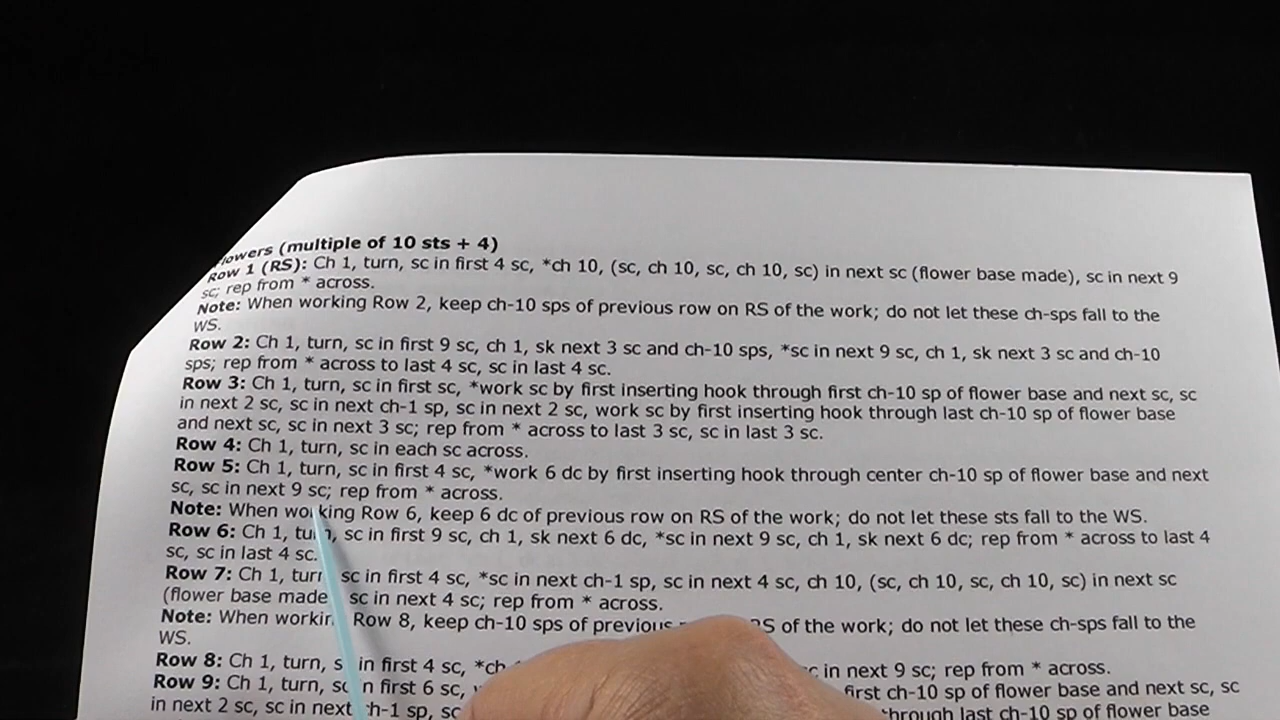 (multiple of 10 sts + 4)
Row 1 (RS): Ch 1, turn, sc in first 4 sc, *ch 10, (sc, ch 10, sc, ch 10, sc) in next sc (flower base made), sc in next 9
sc; rep from * across.
Note: When working Row 2, keep ch-10 sps of previous row on RS of the work; do not let these ch-sps fall to the
WS.
Row 2: Ch 1, turn, sc in first 9 sc, ch 1, sk next 3 sc and ch-10 sps, *sc in next 9 sc, ch 1, sk next 3 sc and ch-10
sps; rep from * across to last 4 sc, sc in last 4 sc.
Row 3: Ch 1, turn, sc in first sc, *work sc by first inserting hook through first ch-10 sp of flower base and next sc, sc
in next 2 sc, sc in next ch-1 sp, sc in next 2 sc, work sc by first inserting hook through last ch-10 sp of flower base
and next sc, sc in next 3 sc; rep from * across to last 3 sc, sc in last 3 sc.
Row 4: Ch 1, turn, sc in each sc across.
Row 5: Ch 1, turn, sc in first 4 sc, *work 6 dc by first inserting hook through center ch-10 sp of flower base and next
sc, sc in next 9 sc; rep from * across.
Note: When working Row 6, keep 6 dc of previous row on RS of the work; do not let these sts fall to the WS.
Row 6: Ch 1, turn, sc in first 9 sc, ch 1, sk next 6 dc, *sc in next 9 sc, ch 1, sk next 6 dc; rep from * across to last 4
sc, sc in last 4 sc.
Row 7: Ch 1, turn, sc in first 4 sc, *sc in next ch-1 sp, sc in next 4 sc, ch 10, (sc, ch 10, sc, ch 10, sc) in next sc
(flower base made sc in next 4 sc; rep from * across.
Note: When working Row 8, keep ch-10 sps of previous RS of the work; do not let these ch-sps fall to the
WS.
Row 8: Ch 1, turn, sc in first 4 sc, *ch in next 9 sc; rep from * across.
Row 9: Ch 1, turn, sc in first 6 sc, first ch-10 sp of flower base and next sc, sc
in next 2 sc, sc in next ch-1 sp, sc through last ch-10 sp of flower base